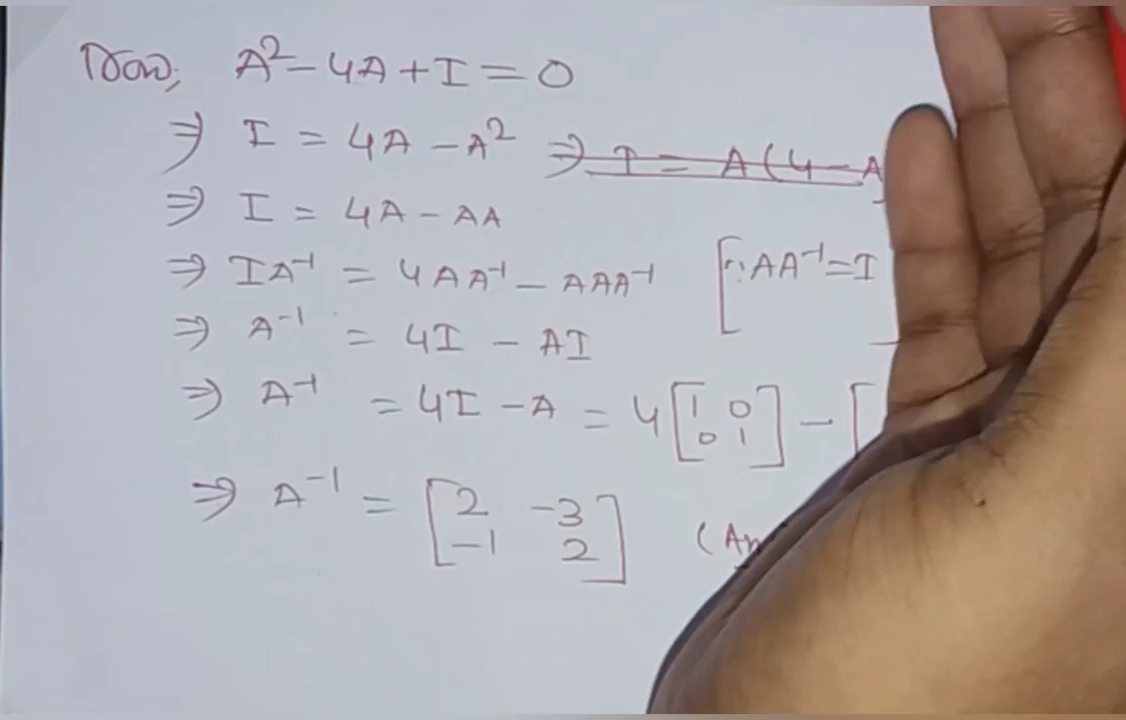 Now, A² - 4A + I = 0
⇒ I = 4A - A² ⇒ I = A(4 - A
⇒ I = 4A - AA
⇒ IA⁻¹ = 4AA⁻¹ - AAA⁻¹ [∵ AA⁻¹ = I
⇒ A⁻¹ = 4I - AI
⇒ A⁻¹ = 4I - A = 4 [1 0
0 1] - [
⇒ A⁻¹ = [2 -3
-1 2] (An